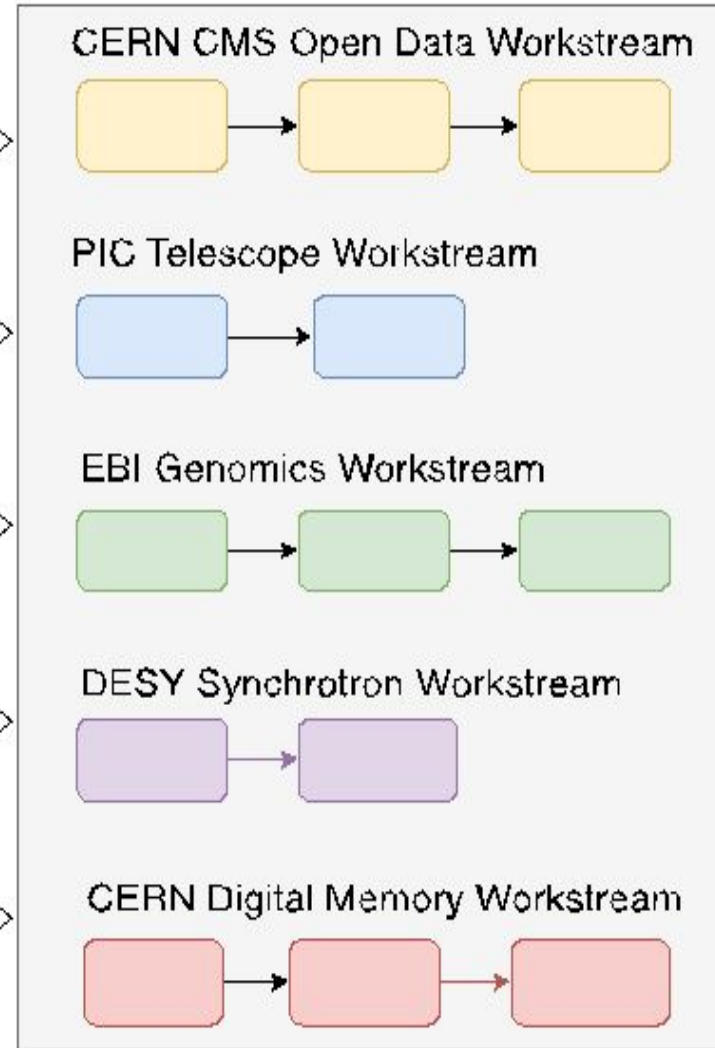 CERN CMS Open Data Workstream
PIC Telescope Workstream
EBI Genomics Workstream
DESY Synchrotron Workstream
CERN Digital Memory Workstream